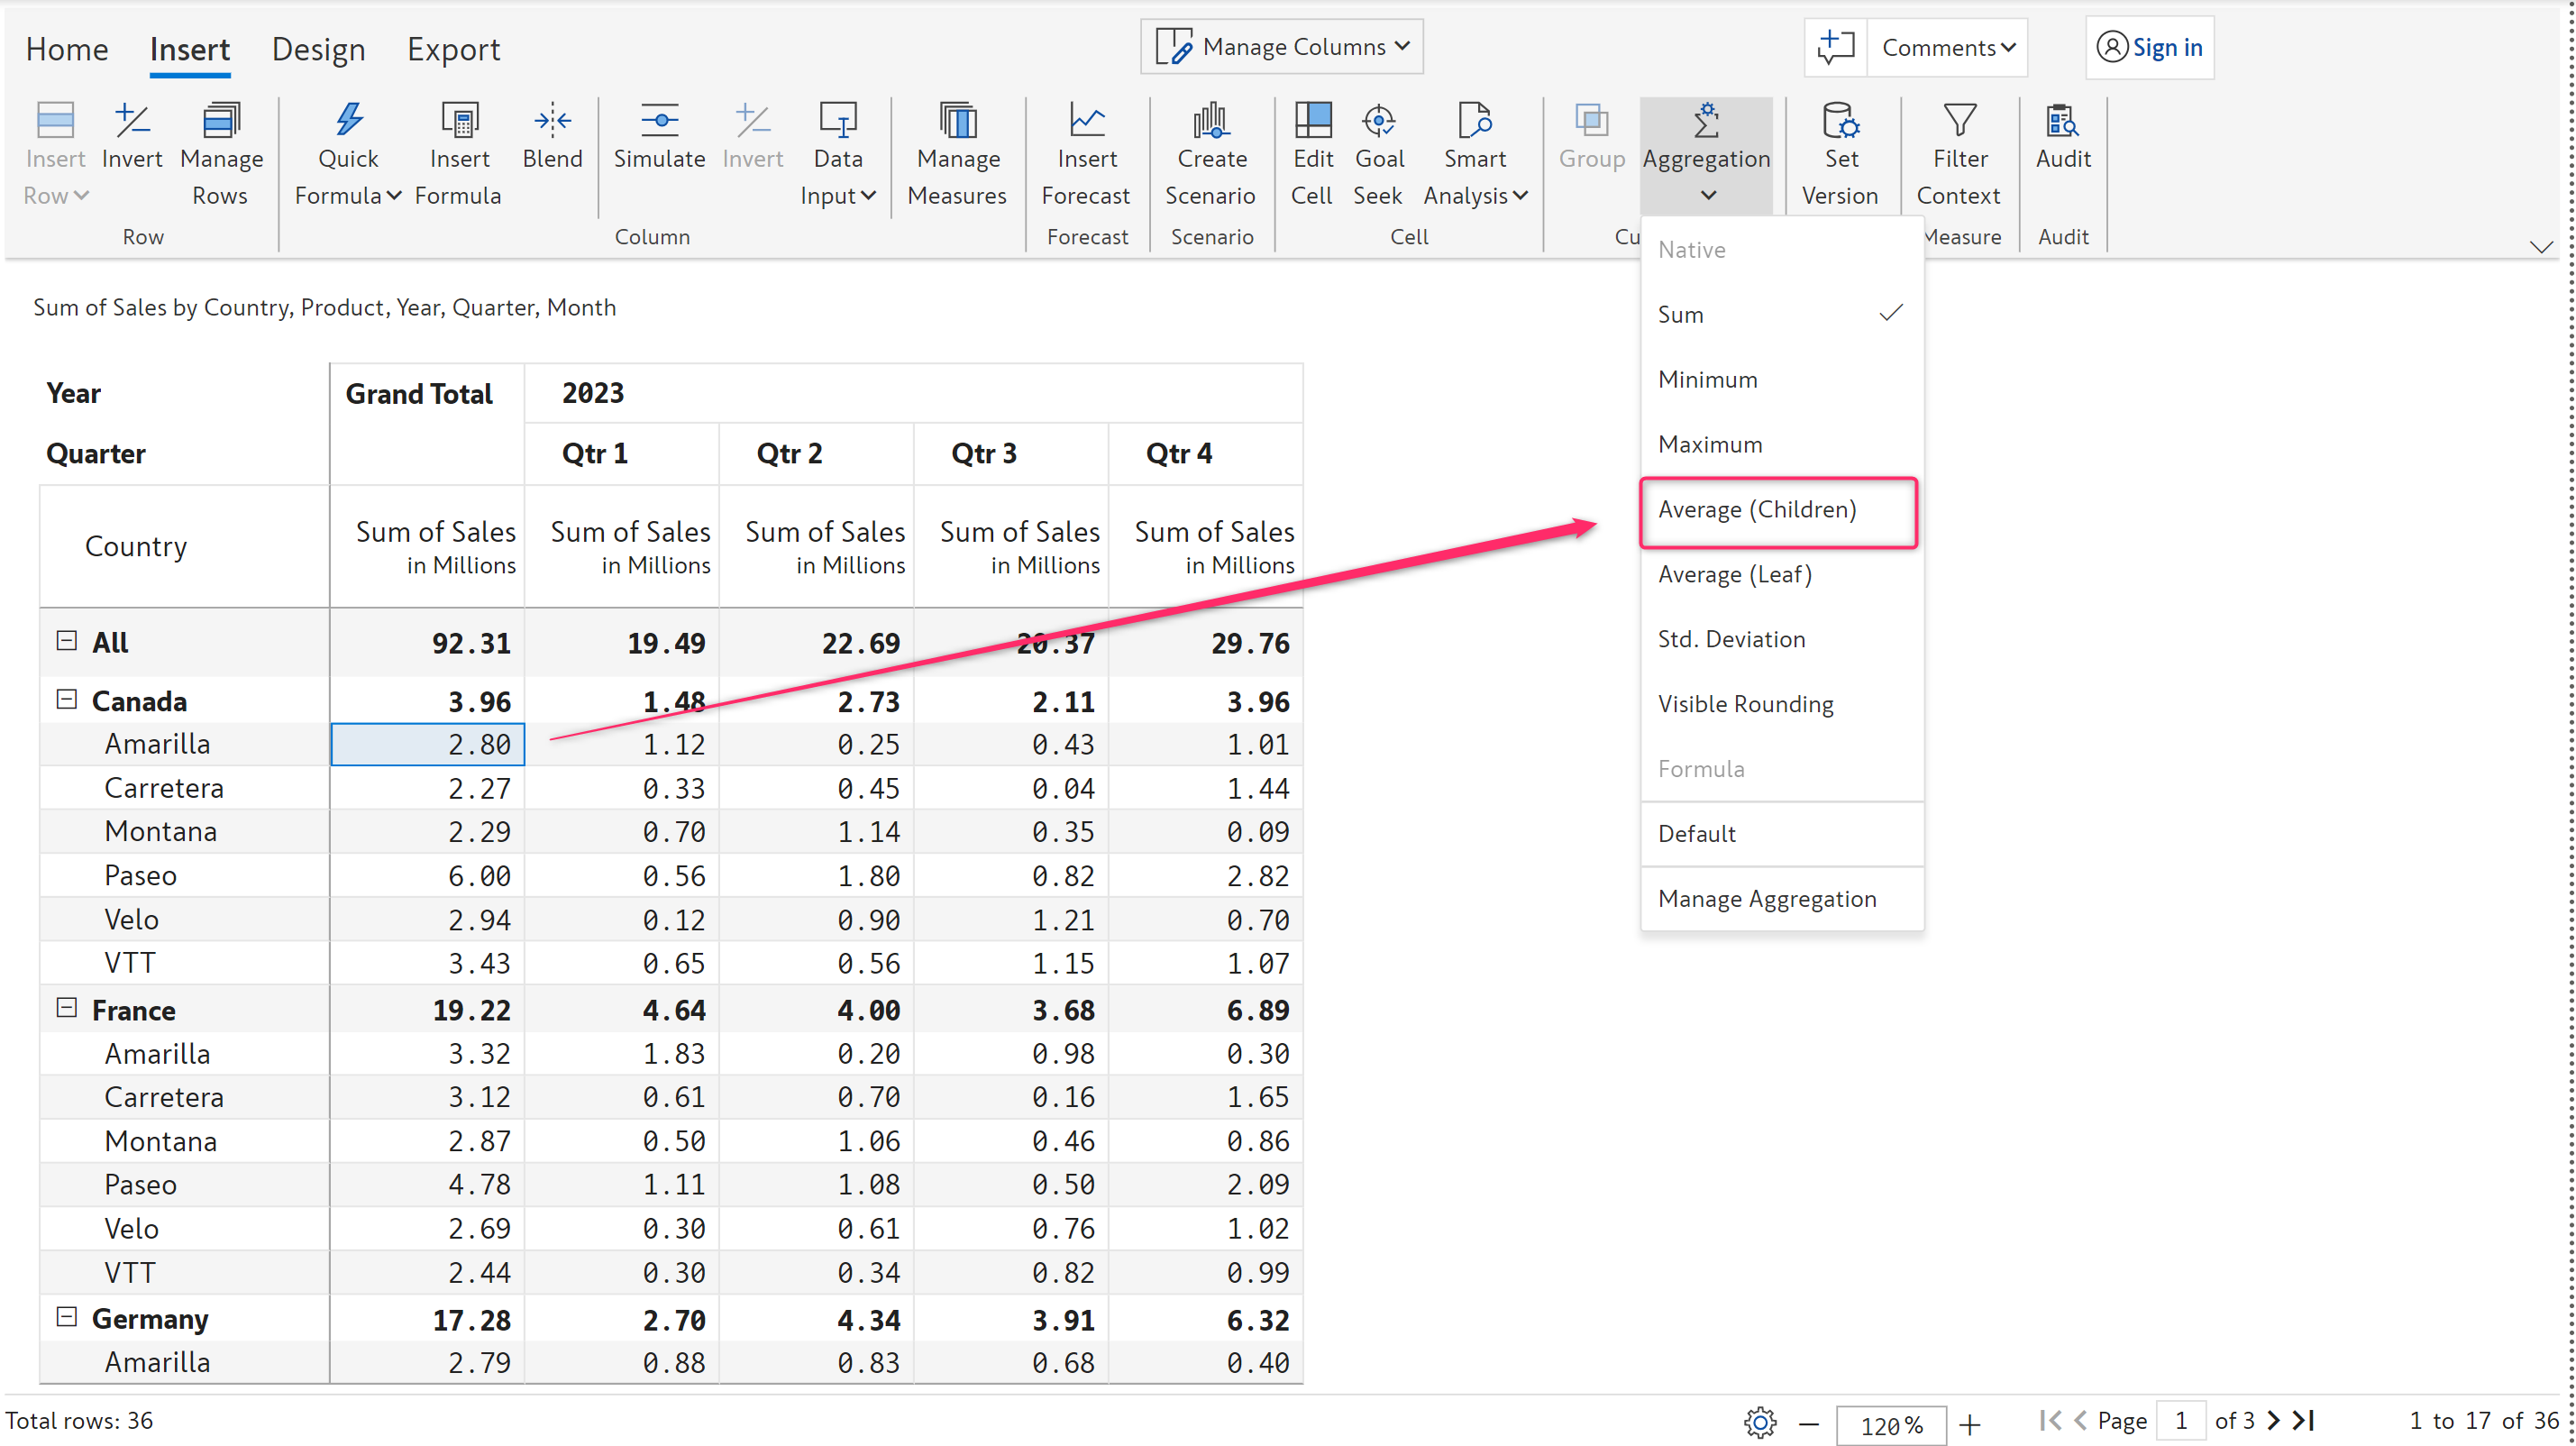 Home Insert Design Export Manage Columns Comments Sign in
Insert Row Invert Manage Rows Quick Formula Insert Formula Blend Simulate Invert Data Input Manage Measures Insert Forecast Create Scenario Edit Cell Goal Seek Smart Analysis Group Aggregation Set Version Filter Context Audit
Row Column Forecast Scenario Cell Cu Measure Audit
Native
Sum
Minimum
Maximum
Average (Children)
Average (Leaf)
Std. Deviation
Visible Rounding
Formula
Default
Manage Aggregation
Sum of Sales by Country, Product, Year, Quarter, Month
Year Grand Total 2023
Quarter Qtr 1 Qtr 2 Qtr 3 Qtr 4
Country Sum of Sales Sum of Sales Sum of Sales Sum of Sales Sum of Sales
in Millions in Millions in Millions in Millions in Millions
All 92.31 19.49 22.69 20.37 29.76
Canada 3.96 1.48 2.73 2.11 3.96
Amarilla 2.80 1.12 0.25 0.43 1.01
Carretera 2.27 0.33 0.45 0.04 1.44
Montana 2.29 0.70 1.14 0.35 0.09
Paseo 6.00 0.56 1.80 0.82 2.82
Velo 2.94 0.12 0.90 1.21 0.70
VTT 3.43 0.65 0.56 1.15 1.07
France 19.22 4.64 4.00 3.68 6.89
Amarilla 3.32 1.83 0.20 0.98 0.30
Carretera 3.12 0.61 0.70 0.16 1.65
Montana 2.87 0.50 1.06 0.46 0.86
Paseo 4.78 1.11 1.08 0.50 2.09
Velo 2.69 0.30 0.61 0.76 1.02
VTT 2.44 0.30 0.34 0.82 0.99
Germany 17.28 2.70 4.34 3.91 6.32
Amarilla 2.79 0.88 0.83 0.68 0.40
Total rows: 36 120% Page 1 of 3 1 to 17 of 36